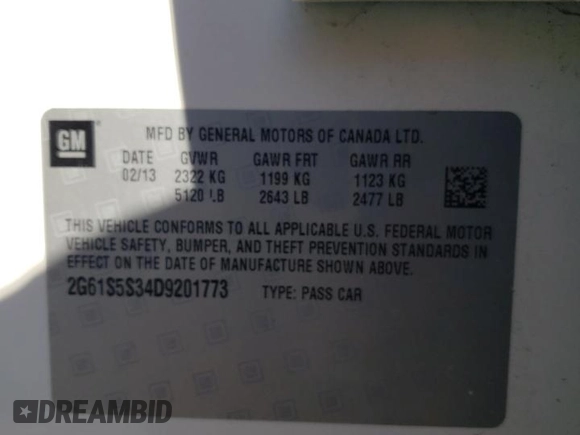 GM
MFD BY GENERAL MOTORS OF CANADA LTD.
DATE GVWR GAWR FRT GAWR RR
02/13 2322 KG 1199 KG 1123 KG
5120 LB 2643 LB 2477 LB
THIS VEHICLE CONFORMS TO ALL APPLICABLE U.S. FEDERAL MOTOR
VEHICLE SAFETY, BUMPER, AND THEFT PREVENTION STANDARDS IN
EFFECT ON THE DATE OF MANUFACTURE SHOWN ABOVE.
2G61S5S34D9201773 TYPE: PASS CAR
DREAMBID